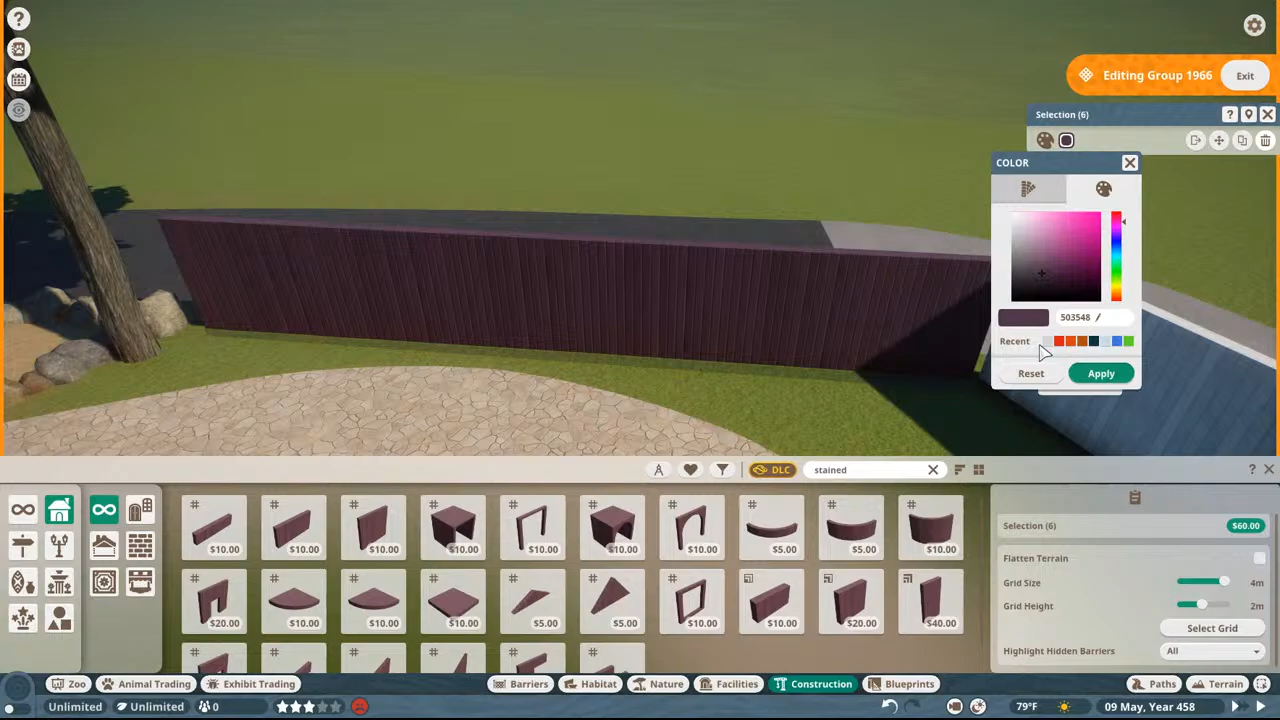 ?
Editing Group 1966
Exit
Selection (6)
?
COLOR
503548 /
Recent
Reset
Apply
DLC
stained
?
$10.00
$10.00
$10.00
$10.00
$10.00
$10.00
$10.00
$5.00
$5.00
$10.00
$20.00
$10.00
$10.00
$10.00
$5.00
$5.00
$10.00
$10.00
$20.00
$40.00
Selection (6)
$60.00
Flatten Terrain
Grid Size
4m
Grid Height
2m
Select Grid
Highlight Hidden Barriers
All
Zoo
Animal Trading
Exhibit Trading
Barriers
Habitat
Nature
Facilities
Construction
Blueprints
Paths
Terrain
Unlimited
Unlimited
0
79°F
09 May, Year 458